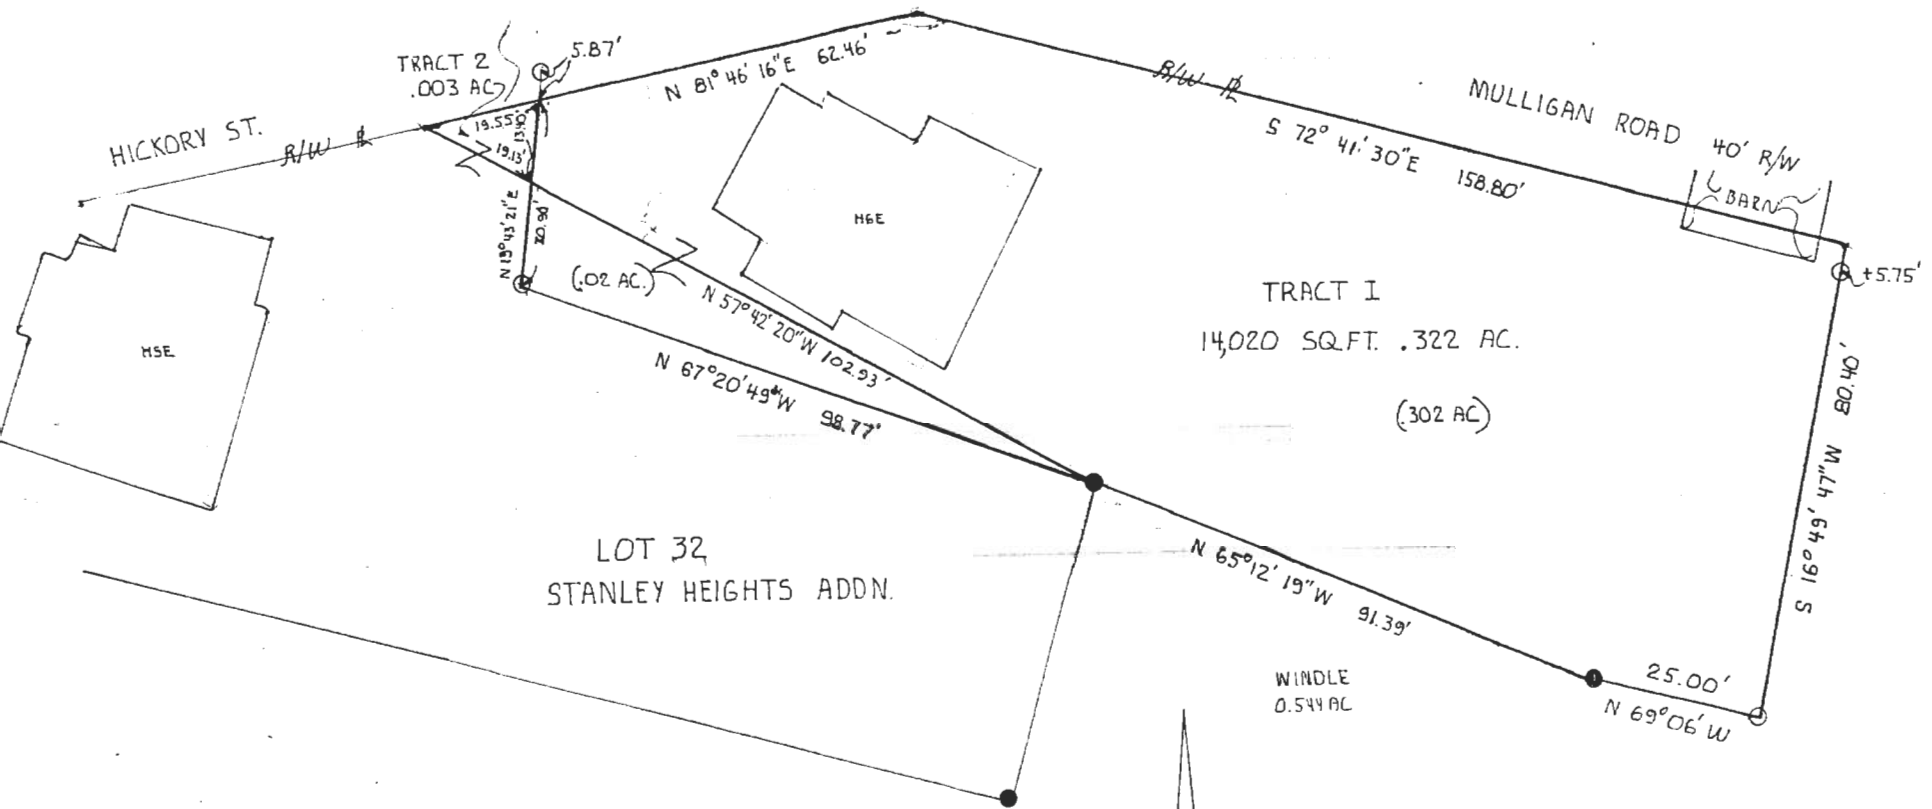 5.87'
TRACT 2
.003 AC
N 81° 46' 16"E 62.46'
HICKORY ST.
R/W ⅊
19.55'
13.90'
19.13'
R/W ⅊
MULLIGAN ROAD 40' R/W
S 72° 41' 30"E 158.80'
BARN
HSE
N 19° 43' 21" E
20.90'
(.02 AC.)
±5.75'
TRACT I
14,020 SQ.FT. .322 AC.
HSE
N 57° 42' 20"W 102.93'
N 67° 20' 49"W 98.77'
(.302 AC)
S 19° 49' 47" W 80.40'
LOT 32
STANLEY HEIGHTS ADDN.
N 65° 12' 19"W 91.39'
WINDLE
0.544 AC
25.00'
N 69° 06' W